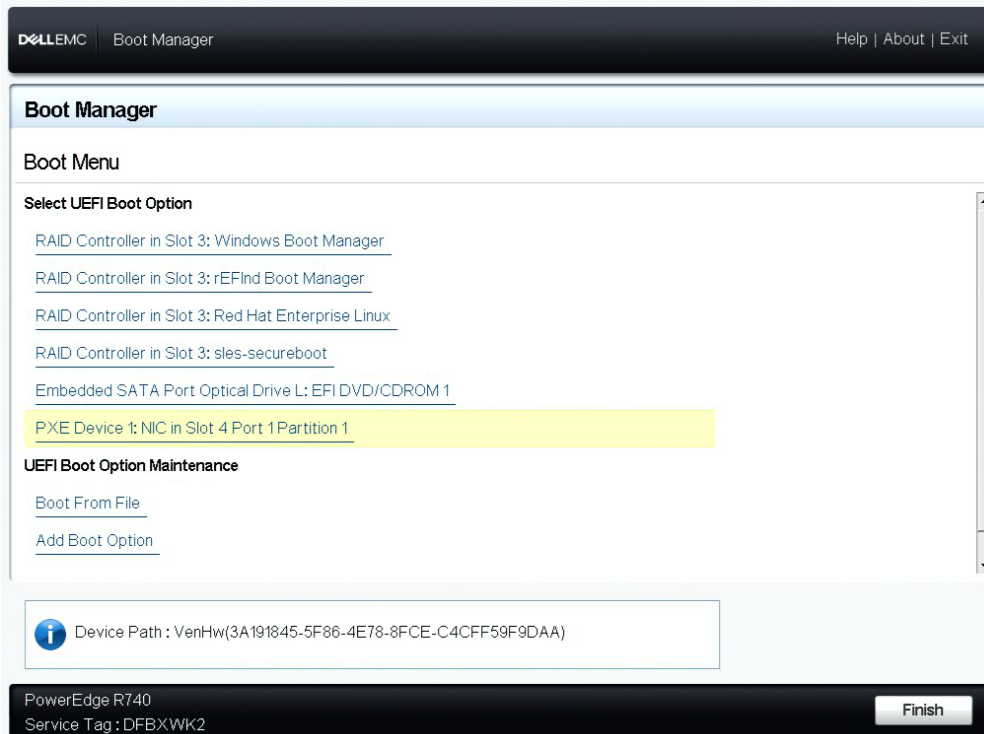 DELLEMC Boot Manager Help | About | Exit
Boot Manager
Boot Menu
Select UEFI Boot Option
RAID Controller in Slot 3: Windows Boot Manager
RAID Controller in Slot 3: rEFInd Boot Manager
RAID Controller in Slot 3: Red Hat Enterprise Linux
RAID Controller in Slot 3: sles-secureboot
Embedded SATA Port Optical Drive L: EFI DVD/CDROM 1
PXE Device 1: NIC in Slot 4 Port 1 Partition 1
UEFI Boot Option Maintenance
Boot From File
Add Boot Option
Device Path : VenHw(3A191845-5F86-4E78-8FCE-C4CFF59F9DAA)
PowerEdge R740
Service Tag : DFBXWK2
Finish